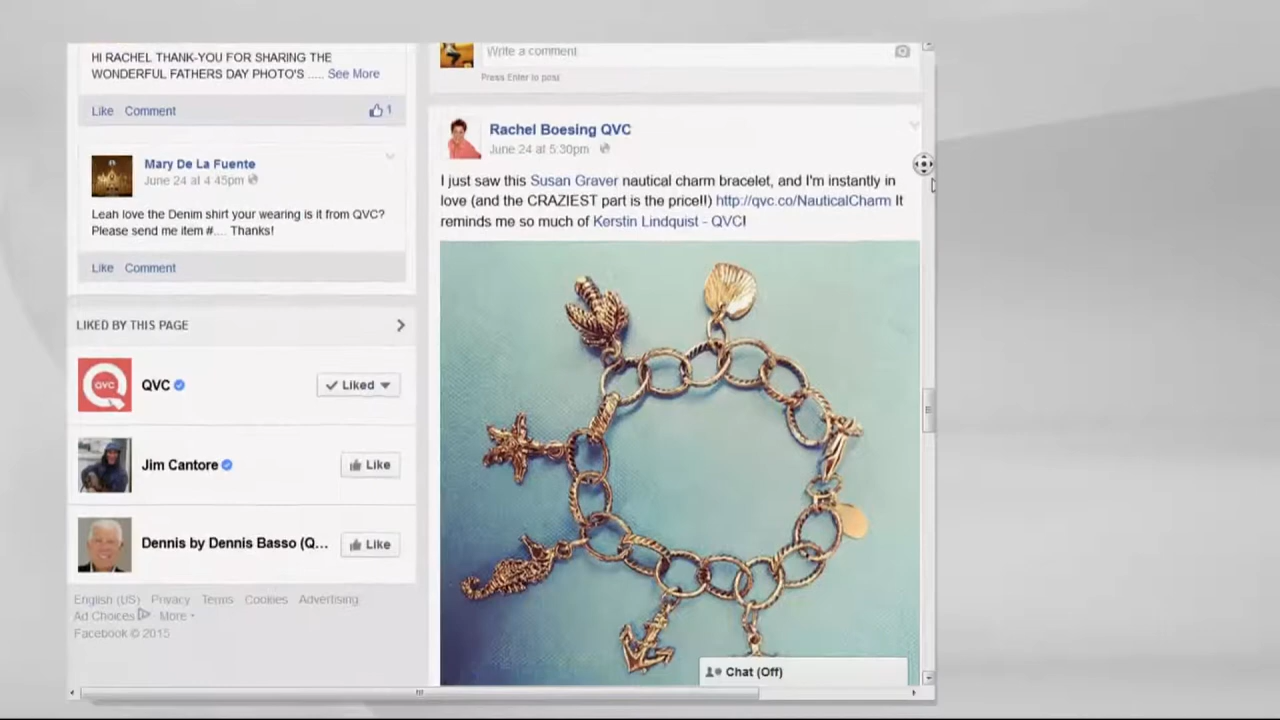 HI RACHEL THANK-YOU FOR SHARING THE
WONDERFUL FATHERS DAY PHOTO'S ..... See More
Like Comment
1
Mary De La Fuente
June 24 at 4:45pm
Leah love the Denim shirt your wearing is it from QVC?
Please send me item #.... Thanks!
Like Comment
LIKED BY THIS PAGE
QVC
QVC
Liked
Jim Cantore
Like
Dennis by Dennis Basso (Q...
Like
English (US) Privacy Terms Cookies Advertising
Ad Choices More
Facebook © 2015
Write a comment
Press Enter to post
Rachel Boesing QVC
June 24 at 5:30pm
I just saw this Susan Graver nautical charm bracelet, and I'm instantly in
love (and the CRAZIEST part is the price!!) http://qvc.co/NauticalCharm It
reminds me so much of Kerstin Lindquist - QVC!
Chat (Off)